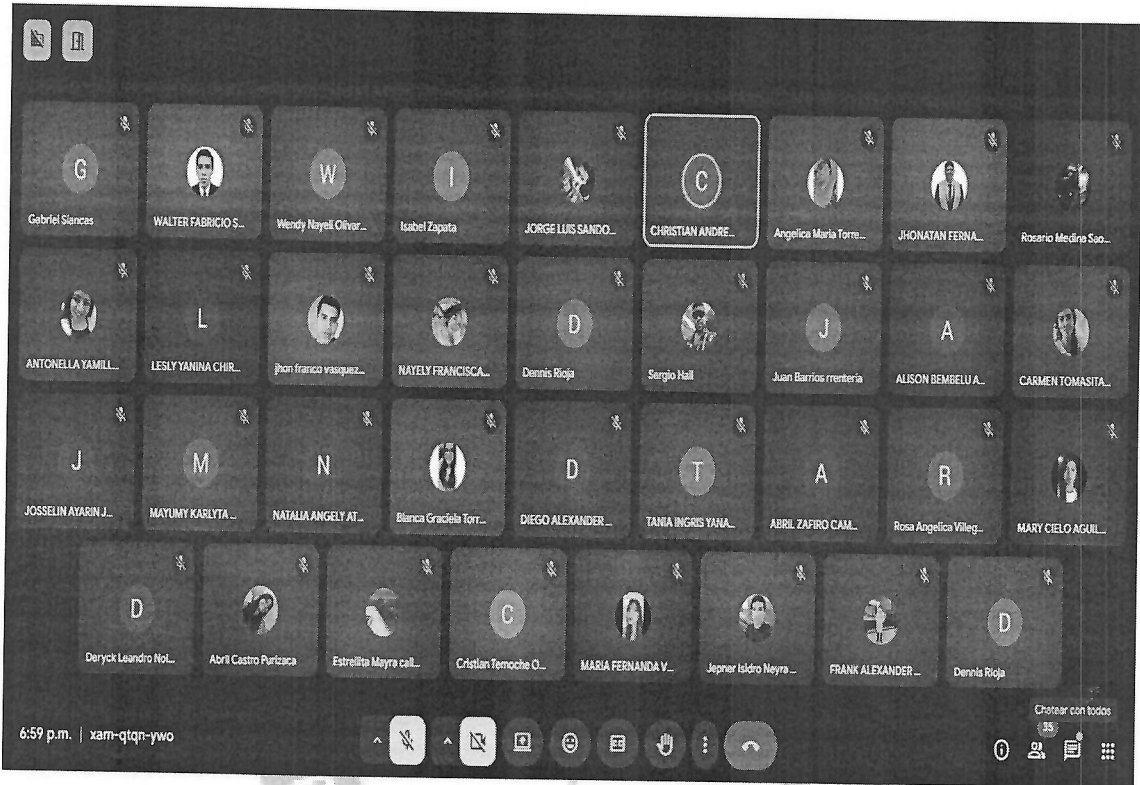 G
W
I
C
Gabriel Siancas
WALTER FABRICIO S...
Wendy Nayeli Olivar...
Isabel Zapata
JORGE LUIS SANDO...
CHRISTIAN ANDRE...
Angelica Maria Torre...
JHONATAN FERNA...
Rosario Medina Sao...
L
D
J
A
ANTONELLA YAMILL...
LESLY YANINA CHIR...
jhon franco vasquez...
NAYELY FRANCISCA...
Dennis Rioja
Sergio Hall
Juan Barrios rrenteria
ALISON BEMBELU A...
CARMEN TOMASITA...
J
M
N
D
T
A
R
JOSSELIN AYARIN J...
MAYUMY KARLYTA ...
NATALIA ANGELY AT...
Blanca Graciela Torr...
DIEGO ALEXANDER ...
TANIA INGRIS YANA...
ABRIL ZAFIRO CAM...
Rosa Angelica Villeg...
MARY CIELO AGUIL...
D
C
D
Deryck Leandro Nol...
Abril Castro Purizaca
Estrellita Mayra call...
Cristian Temoche O...
MARIA FERNANDA V...
Jepner Isidro Neyra ...
FRANK ALEXANDER ...
Dennis Rioja
Chatear con todos
35
6:59 p.m. | xam-qtqn-ywo